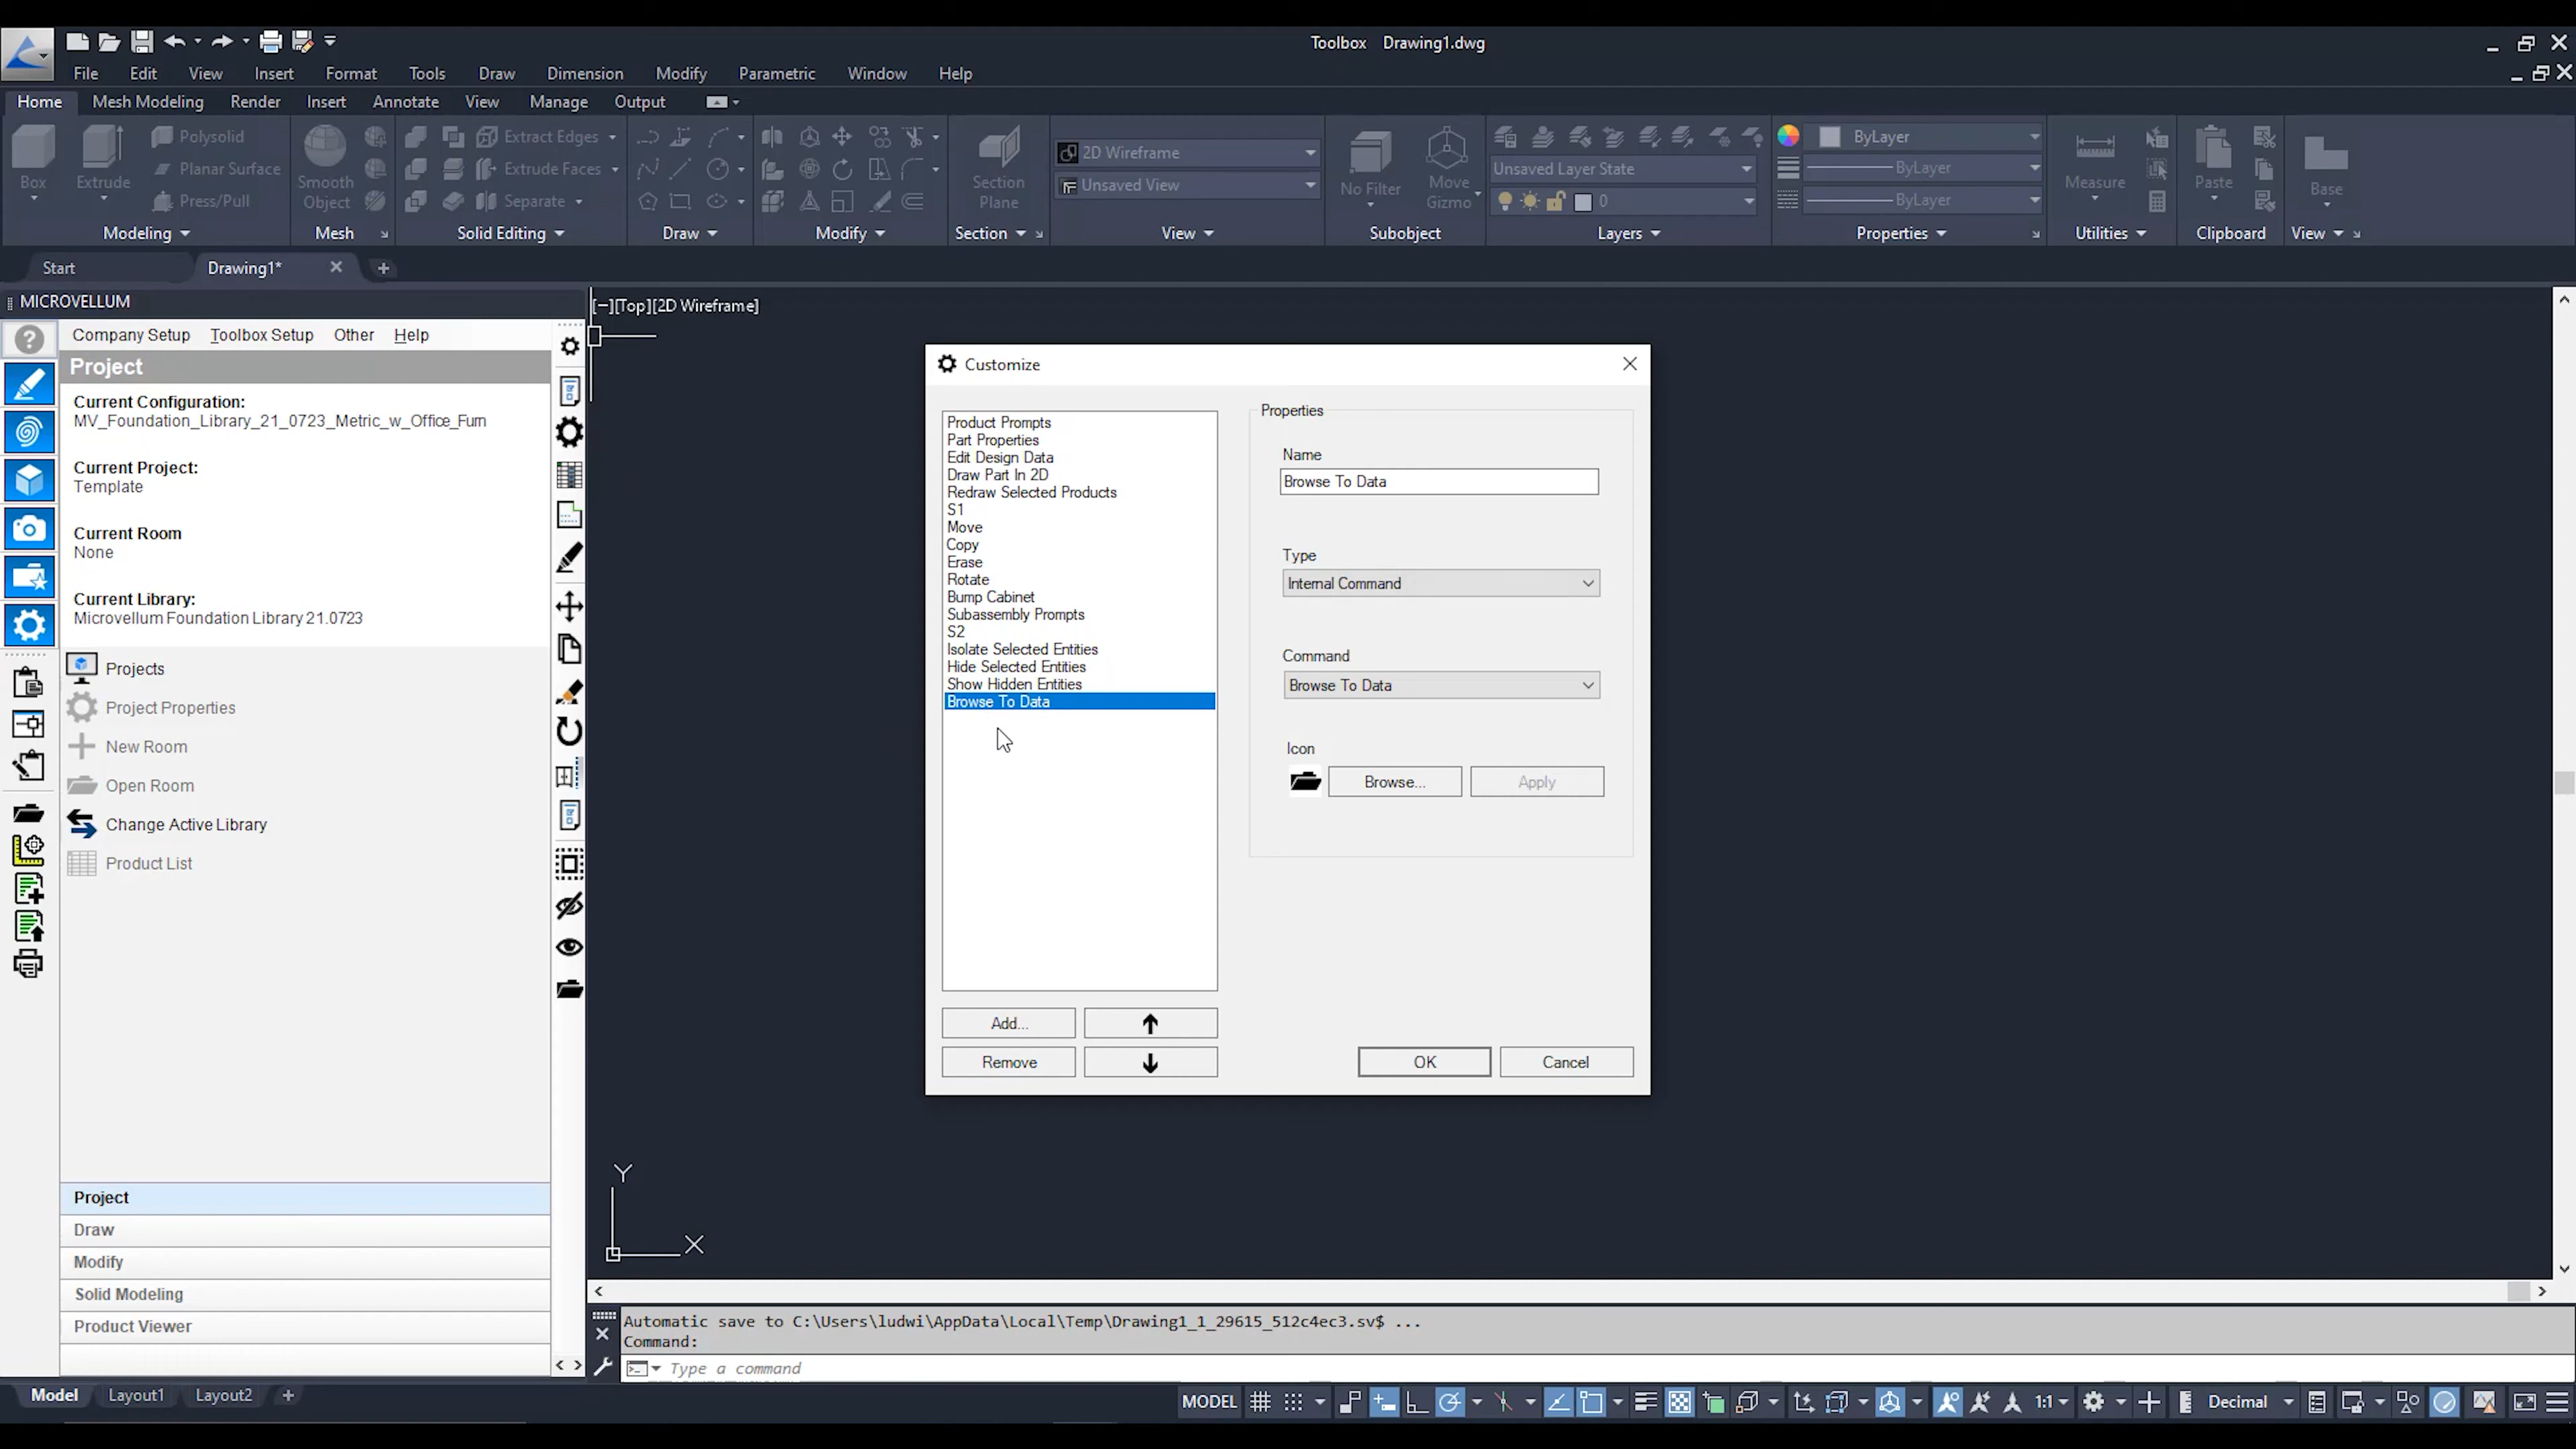 Toolbox Drawing1.dwg
File Edit View Insert Format Tools Draw Dimension Modify Parametric Window Help
Home Mesh Modeling Render Insert Annotate View Manage Output
Box
Extrude
Polysolid
Planar Surface
Press/Pull
Smooth
Object
Extract Edges
Extrude Faces
Separate
Section
Plane
2D Wireframe
Unsaved View
No Filter
Move
Gizmo
Unsaved Layer State
0
ByLayer
ByLayer
ByLayer
Measure
Paste
Base
Modeling Mesh Solid Editing Draw Modify Section View Subobject Layers Properties Utilities Clipboard View
Start Drawing1*
MICROVELLUM
[−][Top][2D Wireframe]
Company Setup Toolbox Setup Other Help
Project
Current Configuration:
MV_Foundation_Library_21_0723_Metric_w_Office_Furn
Current Project:
Template
Current Room
None
Current Library:
Microvellum Foundation Library 21.0723
Projects
Project Properties
New Room
Open Room
Change Active Library
Product List
Project
Draw
Modify
Solid Modeling
Product Viewer
Customize
Product Prompts
Part Properties
Edit Design Data
Draw Part In 2D
Redraw Selected Products
S1
Move
Copy
Erase
Rotate
Bump Cabinet
Subassembly Prompts
S2
Isolate Selected Entities
Hide Selected Entities
Show Hidden Entities
Browse To Data
Add...
Remove
Properties
Name
Browse To Data
Type
Internal Command
Command
Browse To Data
Icon
Browse... Apply
OK Cancel
Y
X
Automatic save to C:\Users\ludwi\AppData\Local\Temp\Drawing1_1_29615_512c4ec3.sv$ ...
Command:
Type a command
Model Layout1 Layout2
MODEL 1:1 Decimal